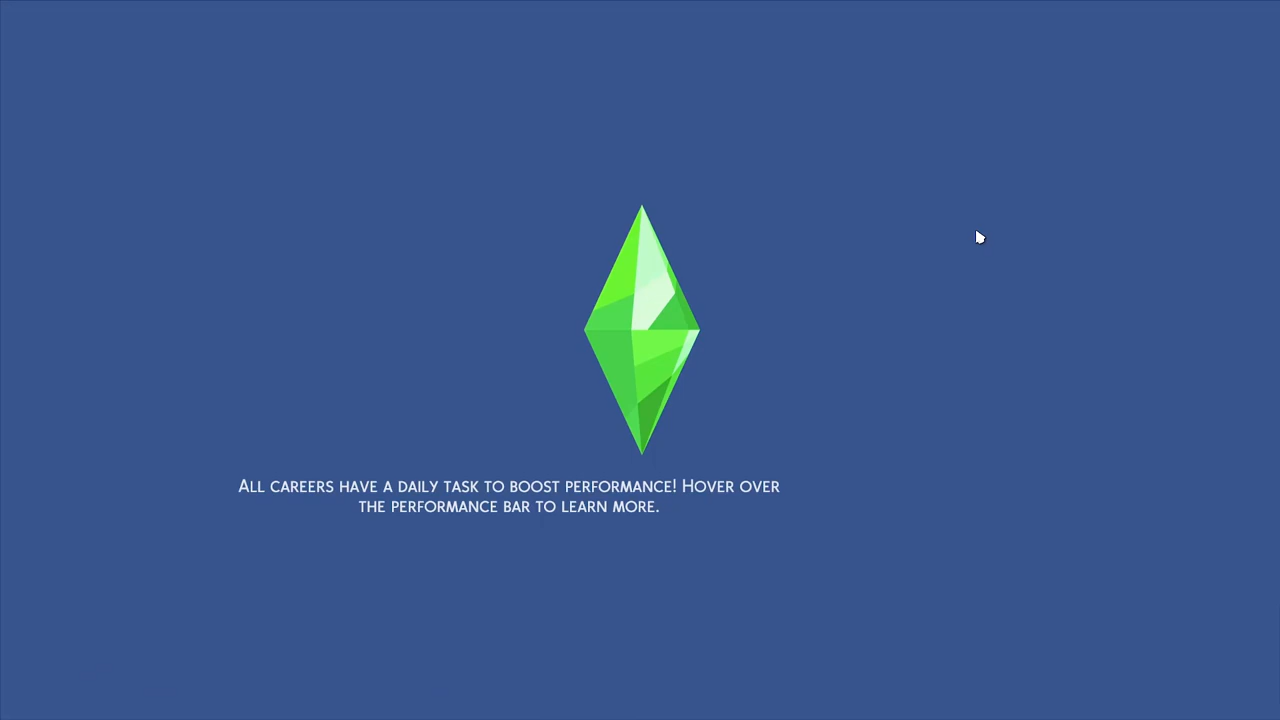 All careers have a daily task to boost performance! Hover over
the performance bar to learn more.